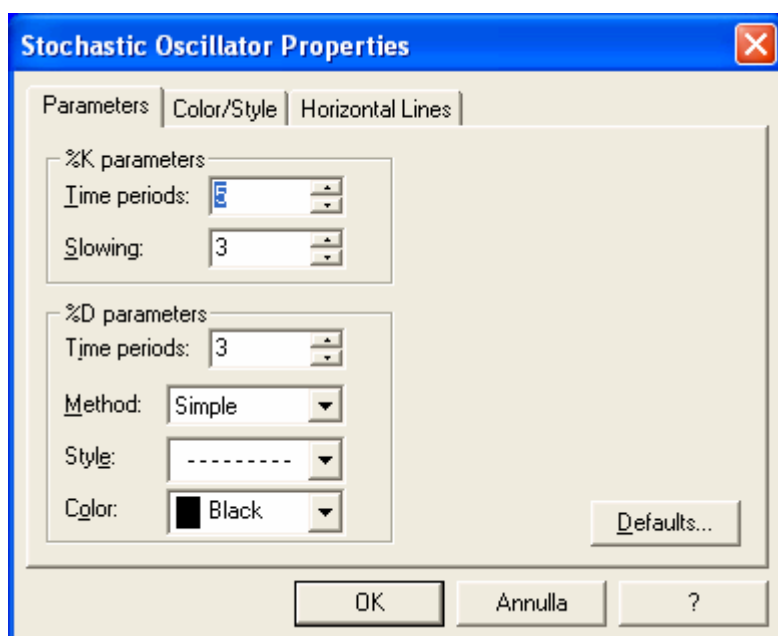 Stochastic Oscillator Properties
Parameters Color/Style Horizontal Lines
%K parameters
Time periods: 5
Slowing: 3
%D parameters
Time periods: 3
Method: Simple
Style:
Color: Black
Defaults...
OK Annulla ?